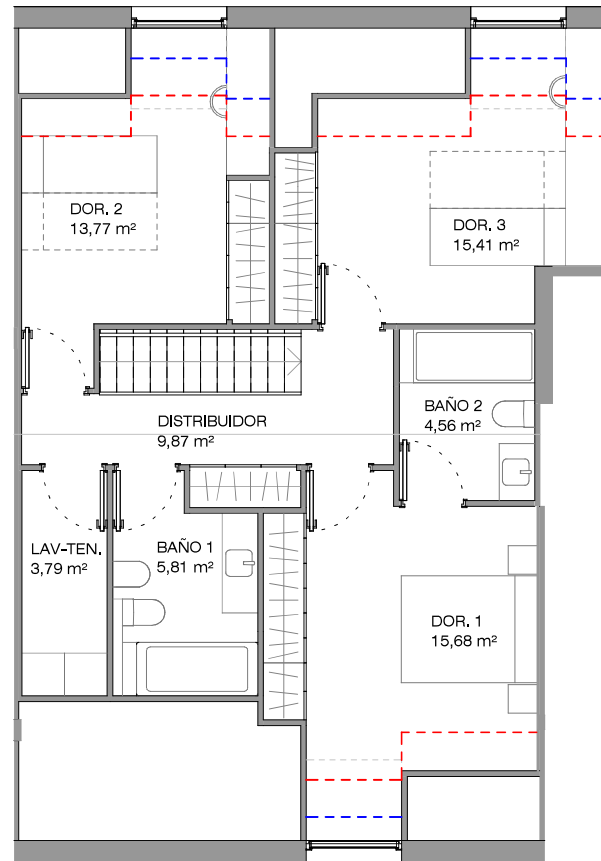 DOR. 2
13,77 m²
DOR. 3
15,41 m²
DISTRIBUIDOR
9,87 m²
BAÑO 2
4,56 m²
LAV-TEN.
3,79 m²
BAÑO 1
5,81 m²
DOR. 1
15,68 m²